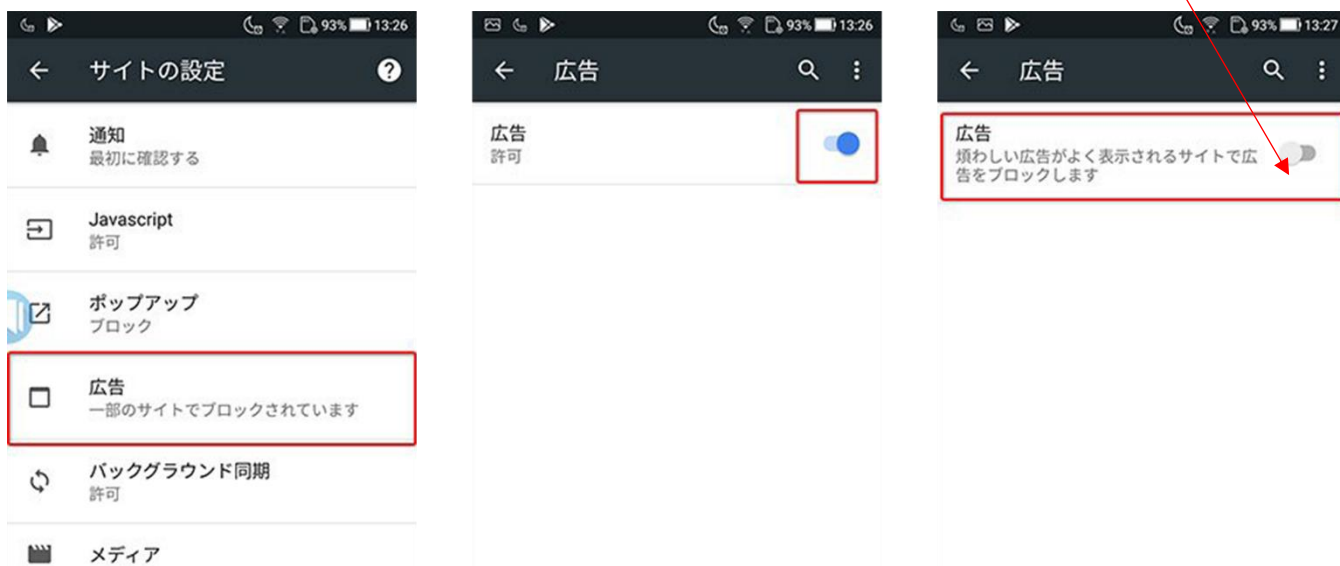 93% 13:26
サイトの設定
?
通知
最初に確認する
Javascript
許可
ポップアップ
ブロック
広告
一部のサイトでブロックされています
バックグラウンド同期
許可
メディア
93% 13:26
広告
広告
許可
93% 13:27
広告
広告
煩わしい広告がよく表示されるサイトで広
告をブロックします